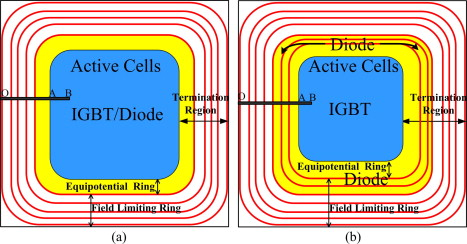 Active Cells
O
A
B
IGBT/Diode
Termination
Region
Equipotential Ring
Field Limiting Ring
(a)
Diode
Active Cells
O
A
B
IGBT
Termination
Region
Equipotential Ring
Diode
Field Limiting Ring
(b)